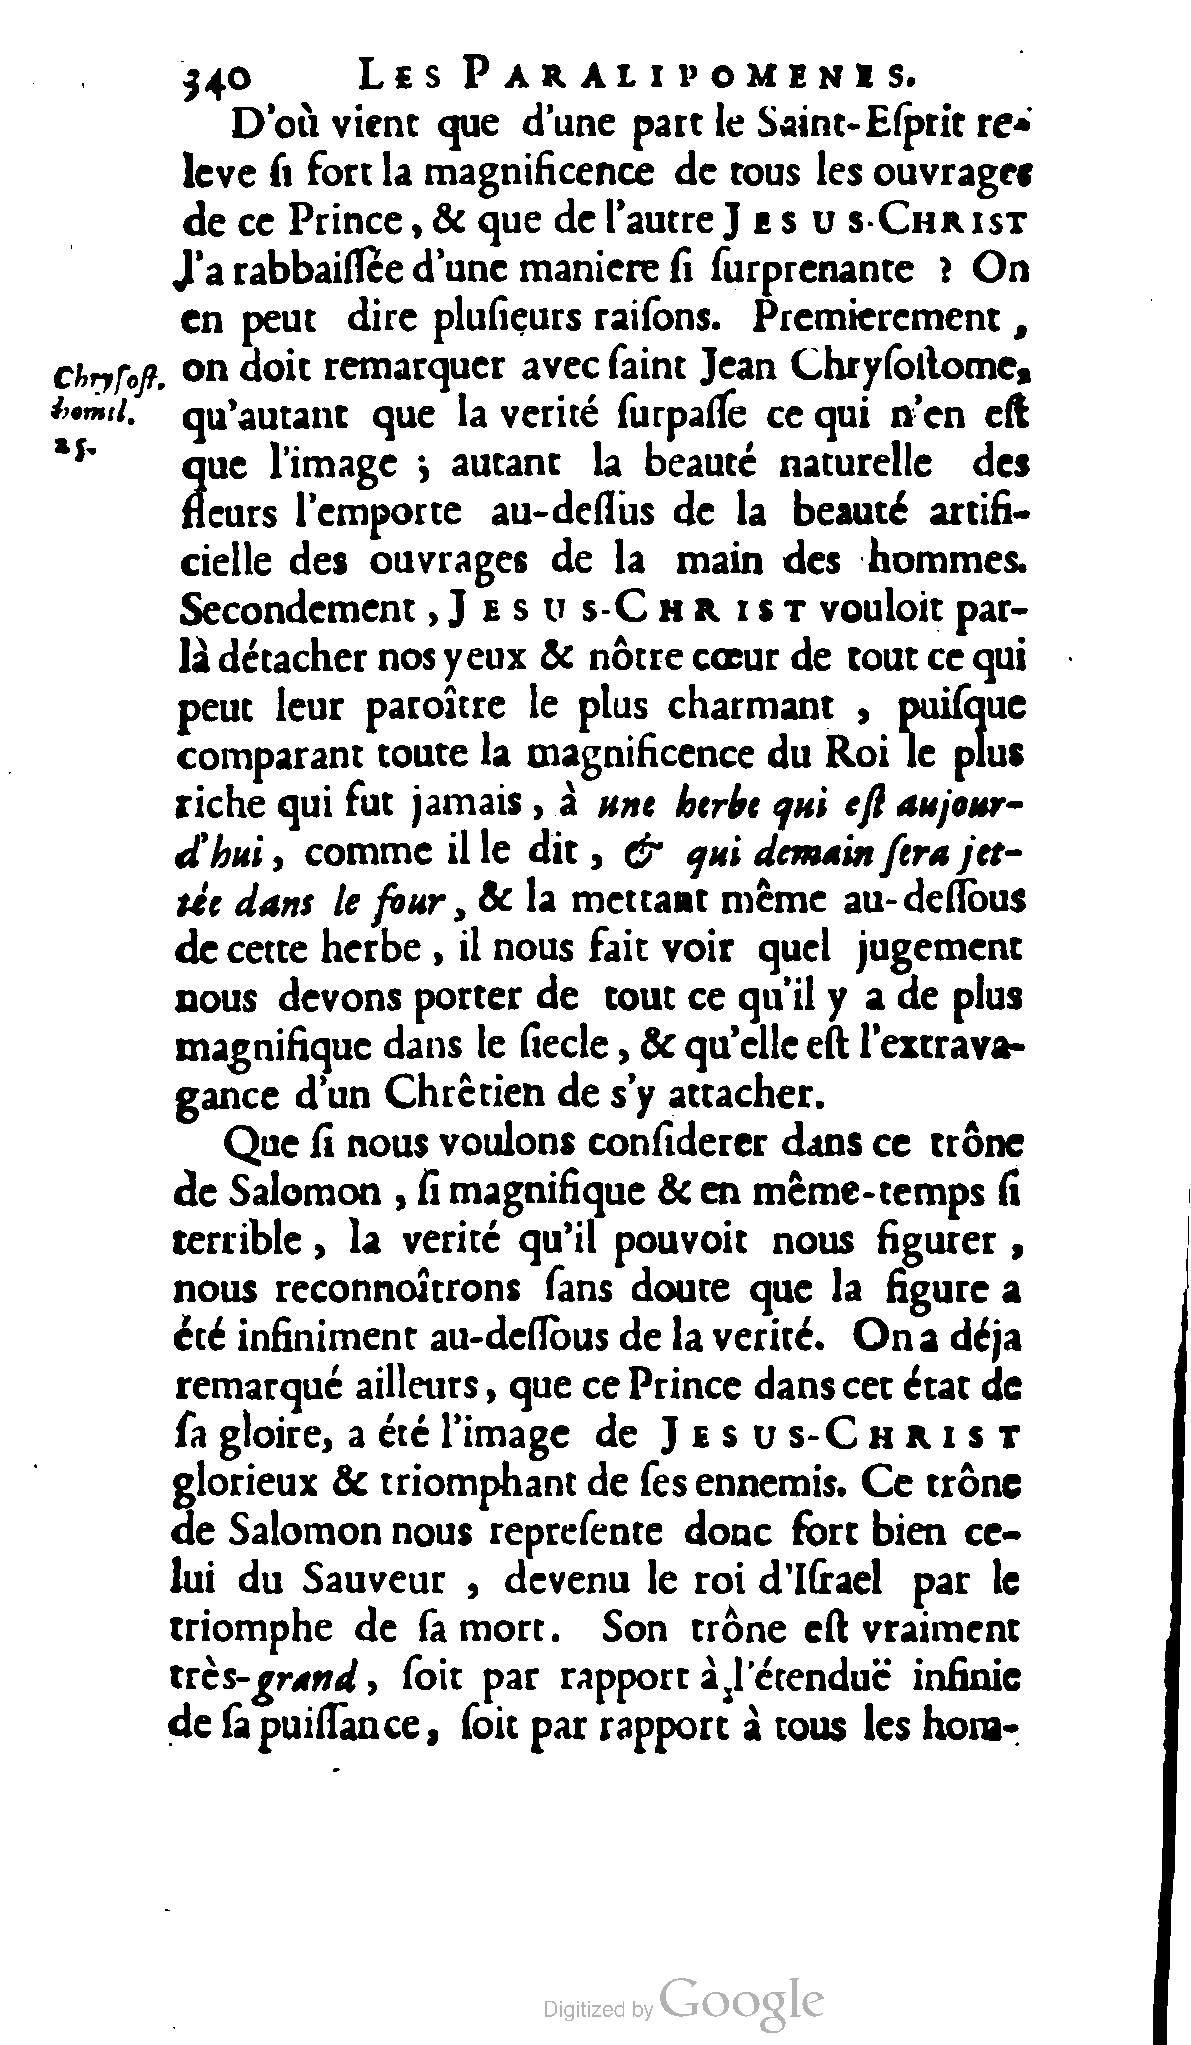 340 LES PARALIPOMENES.
D'où vient que d'une part le Saint-Eſprit re-
leve ſi fort la magnificence de tous les ouvrages
de ce Prince, & que de l'autre JESUS-CHRIST
l'a rabbaiſſée d'une maniere ſi ſurprenante ? On
en peut dire pluſieurs raiſons. Premierement,
Chryſoſt.
homil.
25.
on doit remarquer avec ſaint Jean Chryſoſtome,
qu'autant que la verité ſurpaſſe ce qui n'en eſt
que l'image ; autant la beauté naturelle des
fleurs l'emporte au-deſſus de la beauté artifi-
cielle des ouvrages de la main des hommes.
Secondement, JESUS-CHRIST vouloit par-
là détacher nos yeux & nôtre cœur de tout ce qui
peut leur paroître le plus charmant, puiſque
comparant toute la magnificence du Roi le plus
riche qui fut jamais, à une herbe qui eſt aujour-
d'hui, comme il le dit, & qui demain ſera jet-
tée dans le four, & la mettant même au-deſſous
de cette herbe, il nous fait voir quel jugement
nous devons porter de tout ce qu'il y a de plus
magnifique dans le ſiecle, & qu'elle eſt l'extrava-
gance d'un Chrêtien de s'y attacher.
Que ſi nous voulons conſiderer dans ce trône
de Salomon, ſi magnifique & en même-temps ſi
terrible, la verité qu'il pouvoit nous figurer,
nous reconnoîtrons ſans doute que la figure a
été infiniment au-deſſous de la verité. On a déja
remarqué ailleurs, que ce Prince dans cet état de
ſa gloire, a été l'image de JESUS-CHRIST
glorieux & triomphant de ſes ennemis. Ce trône
de Salomon nous repreſente donc fort bien ce-
lui du Sauveur, devenu le roi d'Iſrael par le
triomphe de ſa mort. Son trône eſt vraiment
très-grand, ſoit par rapport à l'étenduë infinie
de ſa puiſſance, ſoit par rapport à tous les hom-
Digitized by Google